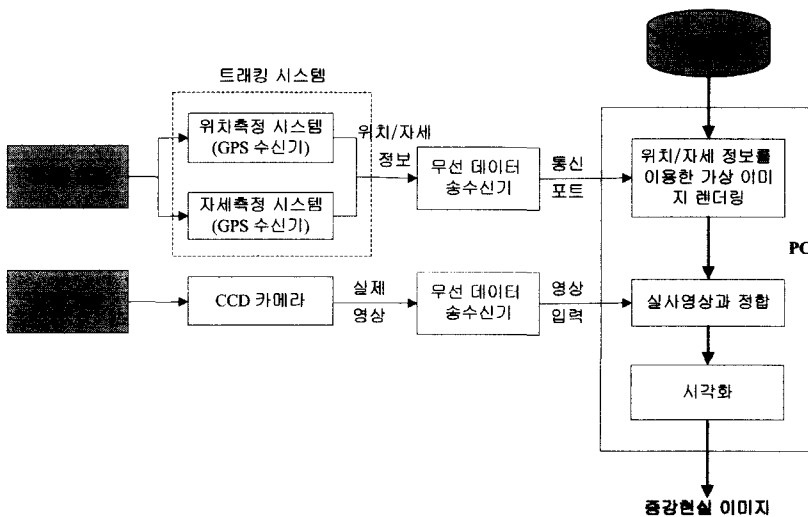 트래킹 시스템
위치측정 시스템
(GPS 수신기)
위치/자세
정보
무선 데이터
송수신기
통신
포트
위치/자세 정보를
이용한 가상 이미
지 렌더링
자세측정 시스템
(GPS 수신기)
PC
CCD 카메라
실제
영상
무선 데이터
송수신기
영상
입력
실사영상과 정합
시각화
증강현실 이미지